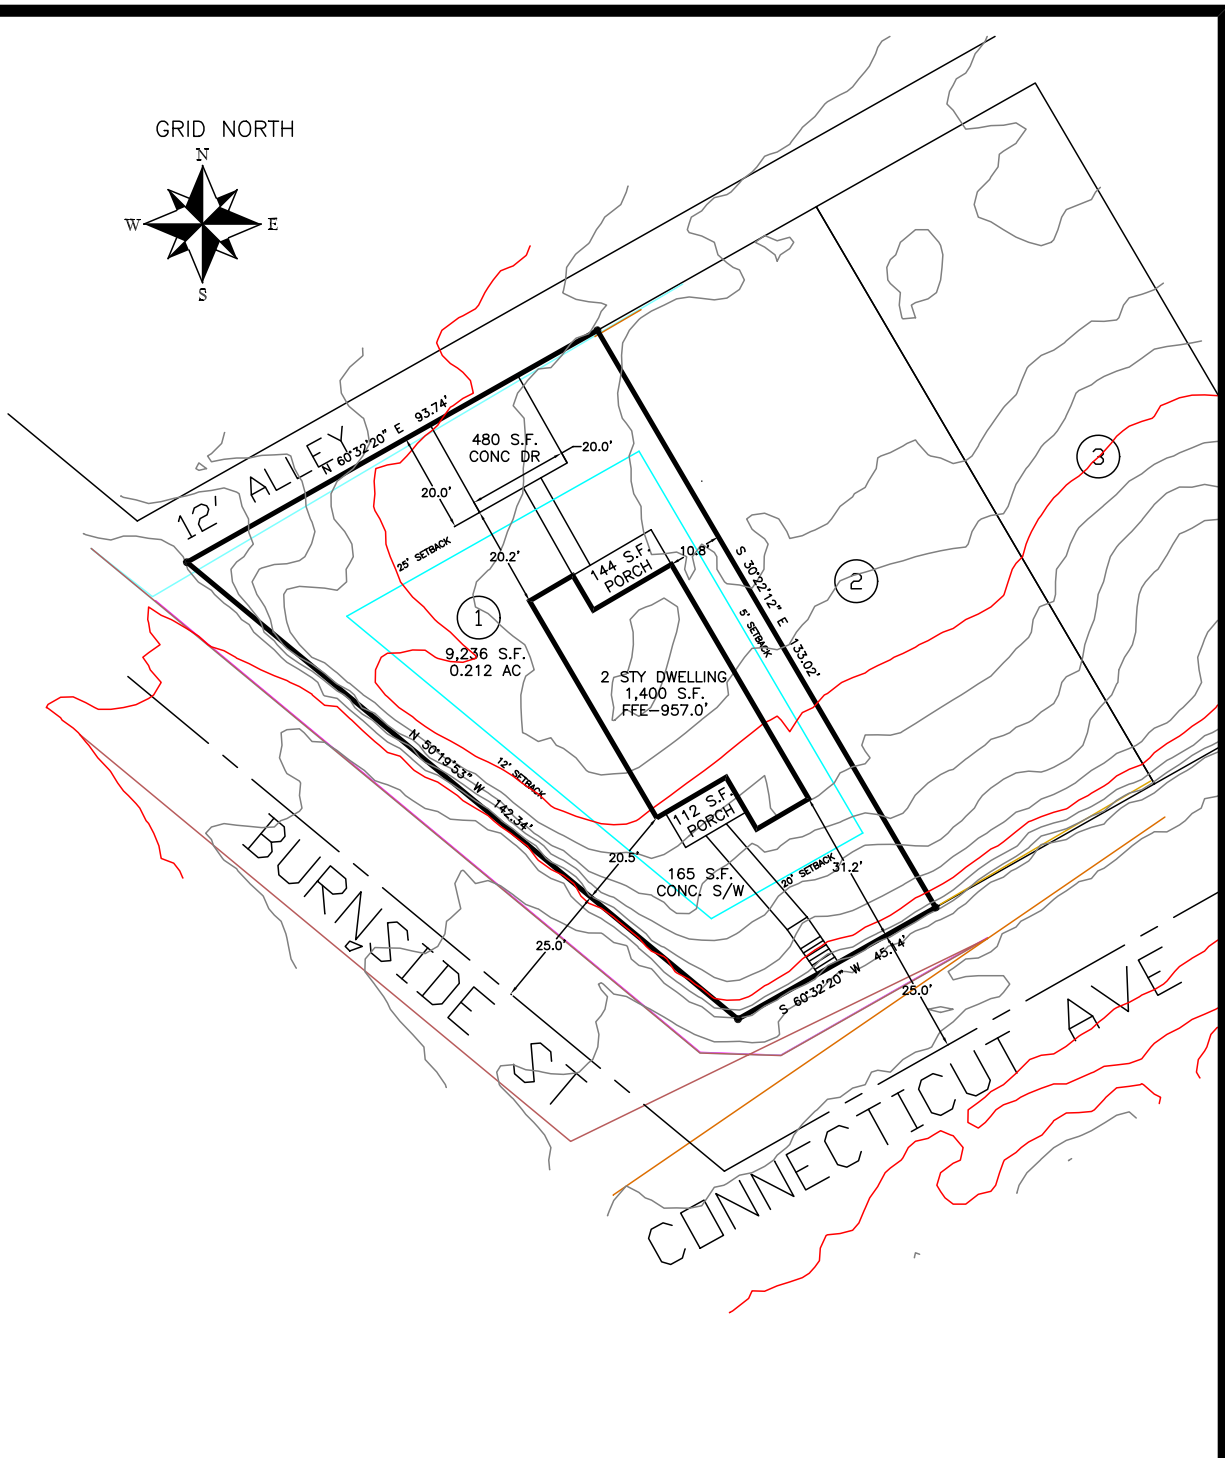 GRID NORTH
N
W
E
S
12' ALLEY
N 60°32'20" E 93.74'
480 S.F.
CONC DR
20.0'
20.0'
25' SETBACK
20.2'
144 S.F.
PORCH
10.8'
S 30°22'12" E 133.02'
5' SETBACK
1
9,236 S.F.
0.212 AC
2
3
2 STY DWELLING
1,400 S.F.
FFE-957.0'
N 50°19'53" W 142.34'
12' SETBACK
112 S.F.
PORCH
20.5'
165 S.F.
CONC. S/W
20' SETBACK
31.2'
25.0'
S 60°32'20" W 45.14'
25.0'
BURNSIDE ST
CONNECTICUT AVE